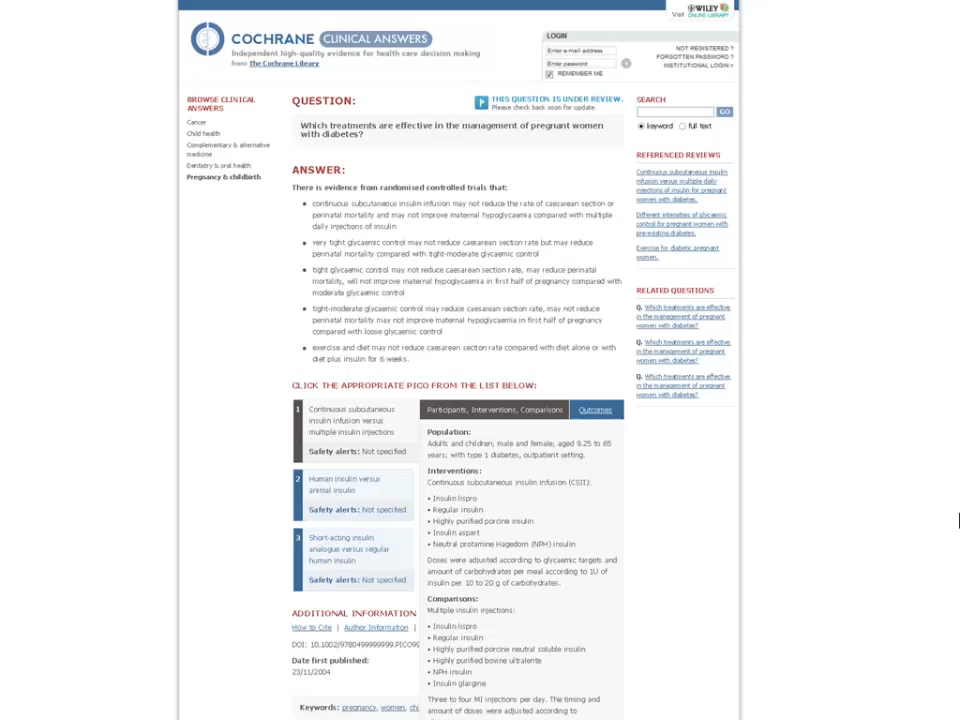 Visit WILEY
ONLINE LIBRARY
COCHRANE CLINICAL ANSWERS
Independent high-quality evidence for health care decision making
from The Cochrane Library
LOGIN
Enter e-mail address
Enter password
REMEMBER ME
NOT REGISTERED ?
FORGOTTEN PASSWORD ?
INSTITUTIONAL LOGIN >
BROWSE CLINICAL
ANSWERS
Cancer
Child health
Complementary & alternative
medicine
Dentistry & oral health
Pregnancy & childbirth
QUESTION:
THIS QUESTION IS UNDER REVIEW.
Please check back soon for update.
Which treatments are effective in the management of pregnant women
with diabetes?
ANSWER:
There is evidence from randomised controlled trials that:
• continuous subcutaneous insulin infusion may not reduce the rate of caesarean section or
perinatal mortality and may not improve maternal hypoglycaemia compared with multiple
daily injections of insulin
• very tight glycaemic control may not reduce caesarean section rate but may reduce
perinatal mortality compared with tight-moderate glycaemic control
• tight glycaemic control may not reduce caesarean section rate, may reduce perinatal
mortality, will not improve maternal hypoglycaemia in first half of pregnancy compared with
moderate glycaemic control
• tight-moderate glycaemic control may reduce caesarean section rate, may not reduce
perinatal mortality may not improve maternal hypoglycaemia in first half of pregnancy
compared with loose glycaemic control
• exercise and diet may not reduce caesarean section rate compared with diet alone or with
diet plus insulin for 6 weeks.
CLICK THE APPROPRIATE PICO FROM THE LIST BELOW:
1 Continuous subcutaneous
insulin infusion versus
multiple insulin injections
Safety alerts: Not specified
2 Human insulin versus
animal insulin
Safety alerts: Not specified
3 Short-acting insulin
analogue versus regular
human insulin
Safety alerts: Not specified
Participants, Interventions, Comparisons
Outcomes
Population:
Adults and children; male and female; aged 9.25 to 65
years; with type 1 diabetes, outpatient setting.
Interventions:
Continuous subcutaneous insulin infusion (CSII):
• Insulin lispro
• Regular insulin
• Highly purified porcine insulin
• Insulin aspart
• Neutral protamine Hagedorn (NPH) insulin
Doses were adjusted according to glycaemic targets and
amount of carbohydrates per meal according to IU of
insulin per 10 to 20 g of carbohydrates.
Comparisons:
Multiple insulin injections:
• Insulin lispro
• Regular insulin
• Highly purified porcine neutral soluble insulin
• Highly purified bovine ultralente
• NPH insulin
• Insulin glargine
Three to four MI injections per day. The timing and
amount of doses were adjusted according to
ADDITIONAL INFORMATION
How to Cite | Author Information |
DOI: 10.1002/9780499999999.PICO99
Date first published:
23/11/2004
Keywords: pregnancy, women,
SEARCH
GO
keyword full text
REFERENCED REVIEWS
Continuous subcutaneous insulin
infusion versus multiple daily
injections of insulin for pregnant
women with diabetes.
Different intensities of glycaemic
control for pregnant women with
pre-existing diabetes.
Exercise for diabetic pregnant
women.
RELATED QUESTIONS
Q. Which treatments are effective
in the management of pregnant
women with diabetes?
Q. Which treatments are effective
in the management of pregnant
women with diabetes?
Q. Which treatments are effective
in the management of pregnant
women with diabetes?